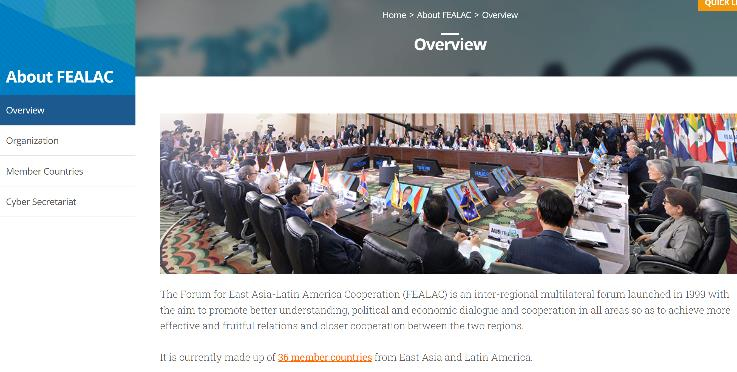 QUICK LI
Home > About FEALAC > Overview
Overview
About FEALAC
Overview
Organization
Member Countries
Cyber Secretariat
The Forum for East Asia-Latin America Cooperation (FEALAC) is an inter-regional multilateral forum launched in 1999 with
the aim to promote better understanding, political and economic dialogue and cooperation in all areas so as to achieve more
effective and fruitful relations and closer cooperation between the two regions.
It is currently made up of 36 member countries from East Asia and Latin America.